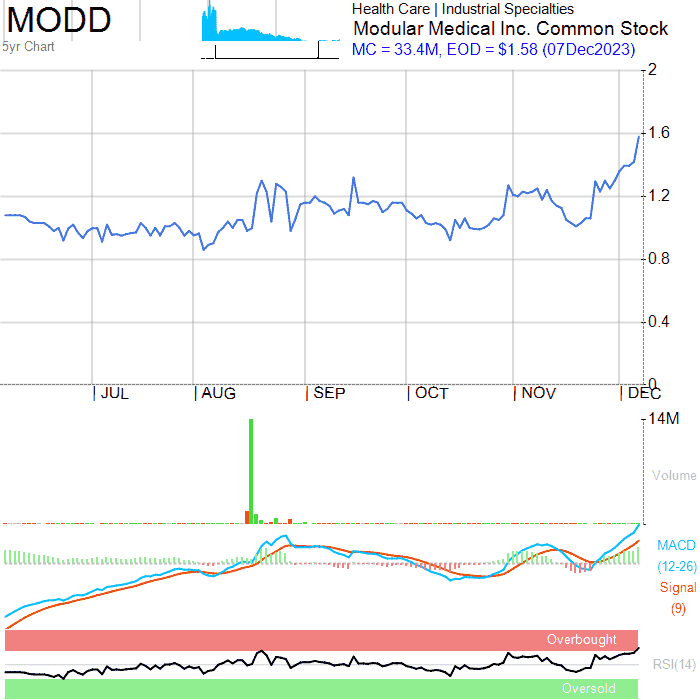 MODD
5yr Chart
Health Care | Industrial Specialties
Modular Medical Inc. Common Stock
MC = 33.4M, EOD = $1.58 (07Dec2023)
2
1.6
1.2
0.8
0.4
0
JUL AUG SEP OCT NOV DEC
14M
Volume
MACD
(12-26)
Signal
(9)
Overbought
RSI(14)
Oversold